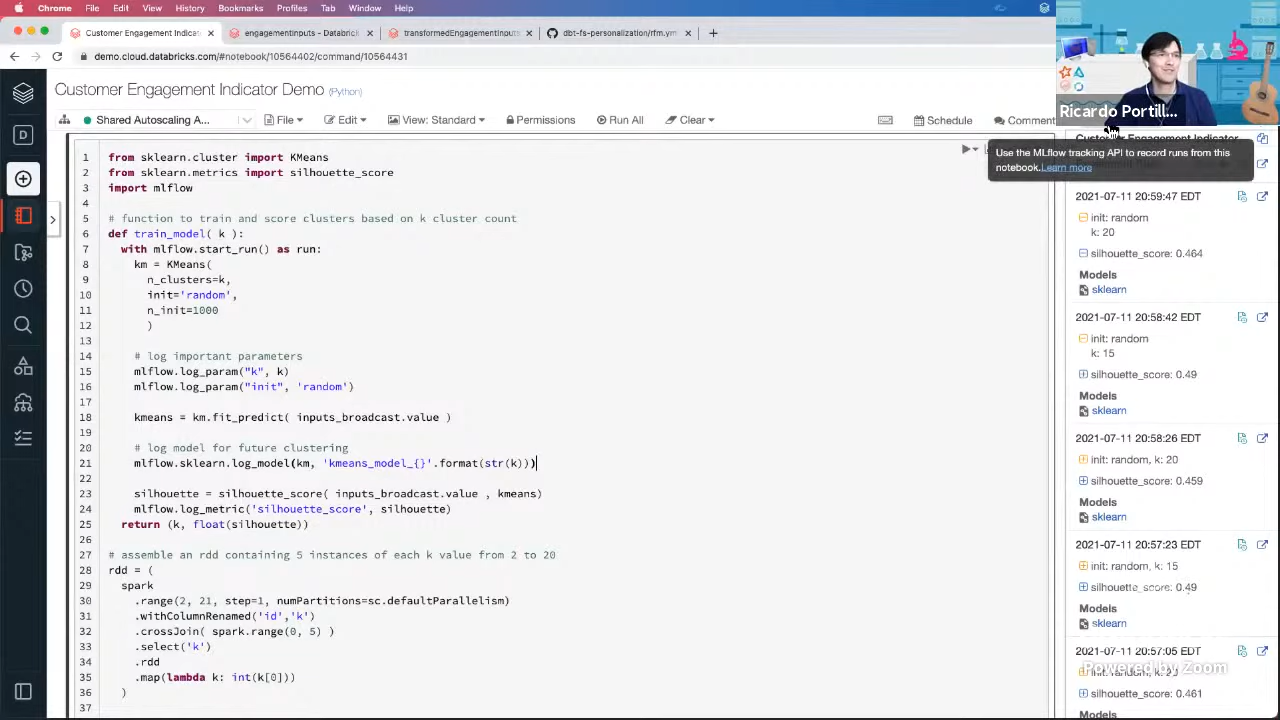 Chrome File Edit View History Bookmarks Profiles Tab Window Help
Customer Engagement Indicat
engagementInputs - Databric
transformedEngagementInputs
dbt-fs-personalization/rfm.ym
demo.cloud.databricks.com/#notebook/10564402/command/10564431
Customer Engagement Indicator Demo (Python)
Shared Autoscaling A... File Edit View: Standard Permissions Run All Clear Schedule Comment
Ricardo Portill...
Customer Engagement Indicator
Use the MLflow tracking API to record runs from this
notebook.Learn more
D
1 from sklearn.cluster import KMeans
2 from sklearn.metrics import silhouette_score
3 import mlflow
4
5 # function to train and score clusters based on k cluster count
6 def train_model( k ):
7 with mlflow.start_run() as run:
8 km = KMeans(
9 n_clusters=k,
10 init='random',
11 n_init=1000
12 )
13
14 # log important parameters
15 mlflow.log_param("k", k)
16 mlflow.log_param("init", 'random')
17
18 kmeans = km.fit_predict( inputs_broadcast.value )
19
20 # log model for future clustering
21 mlflow.sklearn.log_model(km, 'kmeans_model_{}'.format(str(k)))
22
23 silhouette = silhouette_score( inputs_broadcast.value , kmeans)
24 mlflow.log_metric('silhouette_score', silhouette)
25 return (k, float(silhouette))
26
27 # assemble an rdd containing 5 instances of each k value from 2 to 20
28 rdd = (
29 spark
30 .range(2, 21, step=1, numPartitions=sc.defaultParallelism)
31 .withColumnRenamed('id','k')
32 .crossJoin( spark.range(0, 5) )
33 .select('k')
34 .rdd
35 .map(lambda k: int(k[0]))
36 )
37
2021-07-11 20:59:47 EDT
init: random
k: 20
silhouette_score: 0.464
Models
sklearn
2021-07-11 20:58:42 EDT
init: random
k: 15
silhouette_score: 0.49
Models
sklearn
2021-07-11 20:58:26 EDT
init: random, k: 20
silhouette_score: 0.459
Models
sklearn
2021-07-11 20:57:23 EDT
init: random, k: 15
silhouette_score: 0.49
Models
sklearn
2021-07-11 20:57:05 EDT
init: random, k: 20
Powered by Zoom
silhouette_score: 0.461
Models